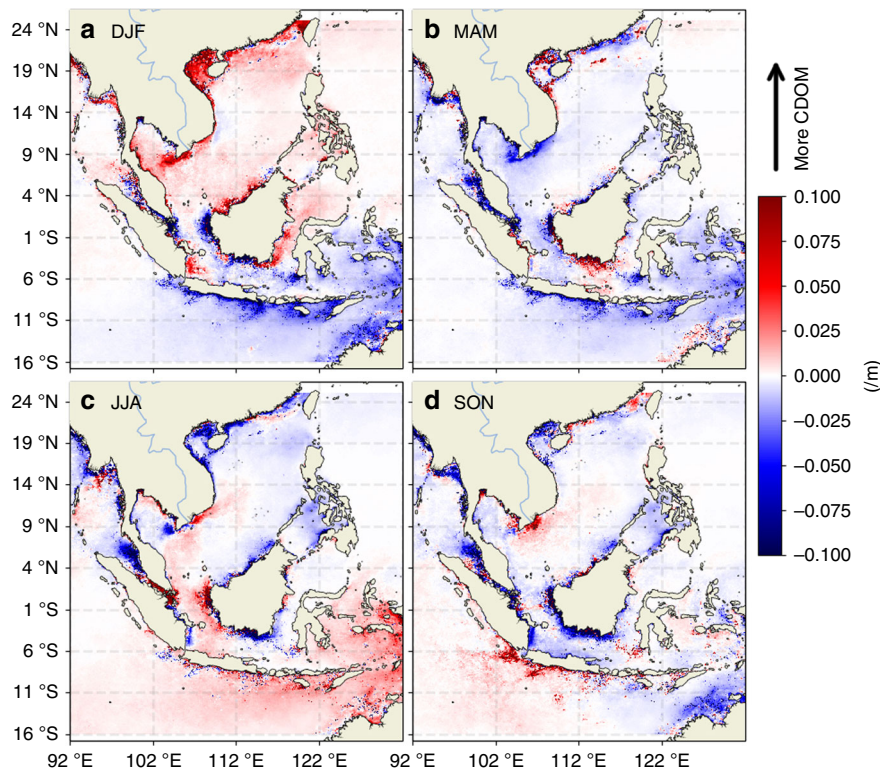 a DJF
b MAM
24 °N
19 °N
14 °N
9 °N
4 °N
1 °S
6 °S
11 °S
16 °S
More CDOM
0.100
0.075
0.050
0.025
0.000
−0.025
−0.050
−0.075
−0.100
(/m)
c JJA
d SON
24 °N
19 °N
14 °N
9 °N
4 °N
1 °S
6 °S
11 °S
16 °S
92 °E 102 °E 112 °E 122 °E 92 °E 102 °E 112 °E 122 °E